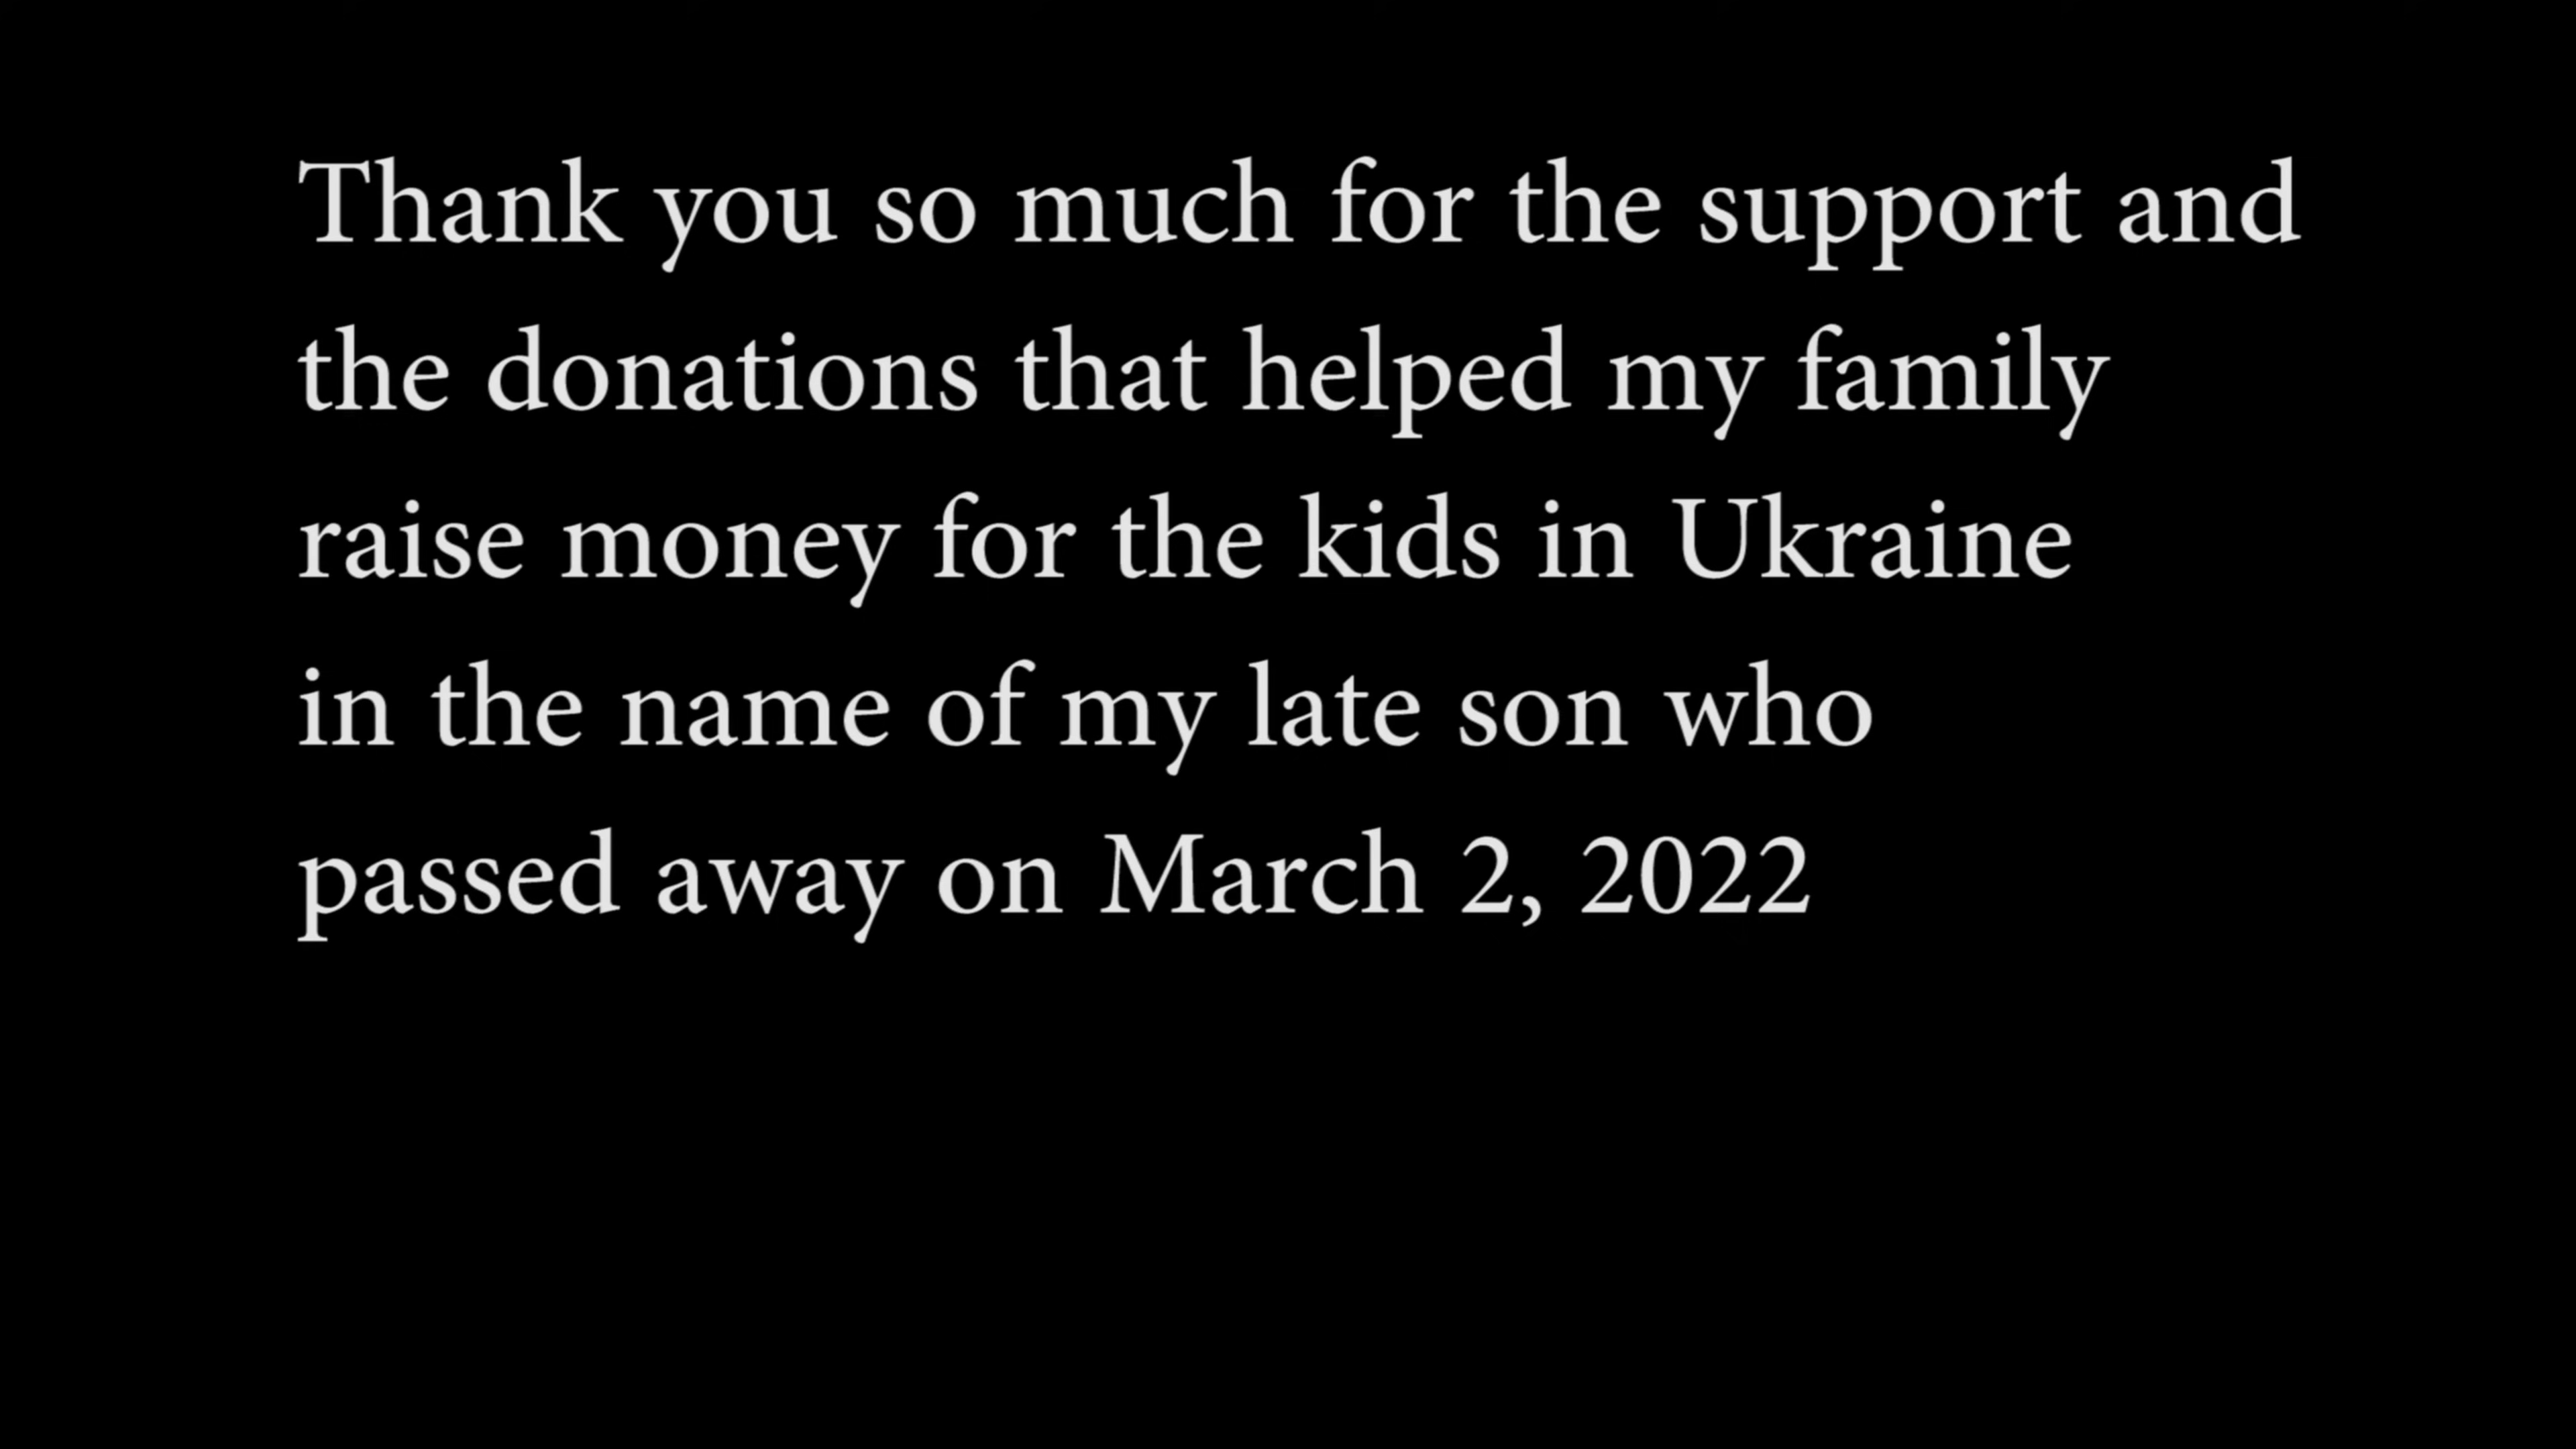 Thank you so much for the support and
the donations that helped my family
raise money for the kids in Ukraine
in the name of my late son who
passed away on March 2, 2022